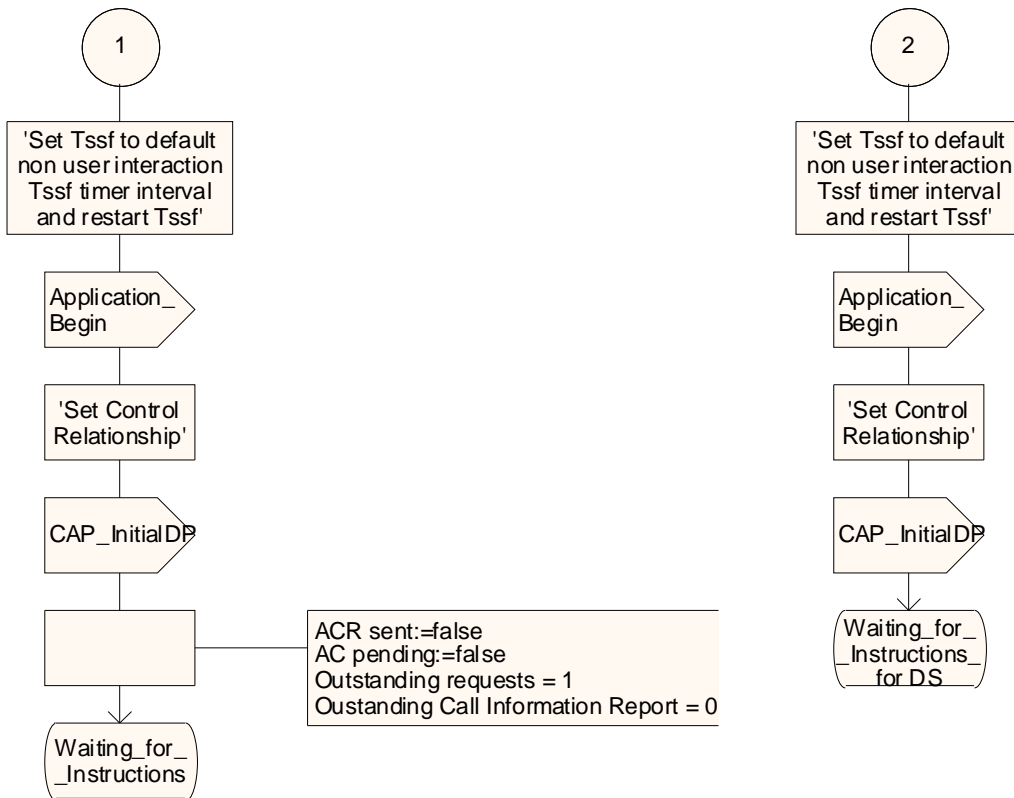 1
'Set Tssf to default
non user interaction
Tssf timer interval
and restart Tssf'
Application_
Begin
'Set Control
Relationship'
CAP_InitialDP
ACR sent:=false
AC pending:=false
Outstanding requests = 1
Oustanding Call Information Report = 0
Waiting_for_
_Instructions
2
'Set Tssf to default
non user interaction
Tssf timer interval
and restart Tssf'
Application_
Begin
'Set Control
Relationship'
CAP_InitialDP
Waiting_for_
_Instructions_
for DS